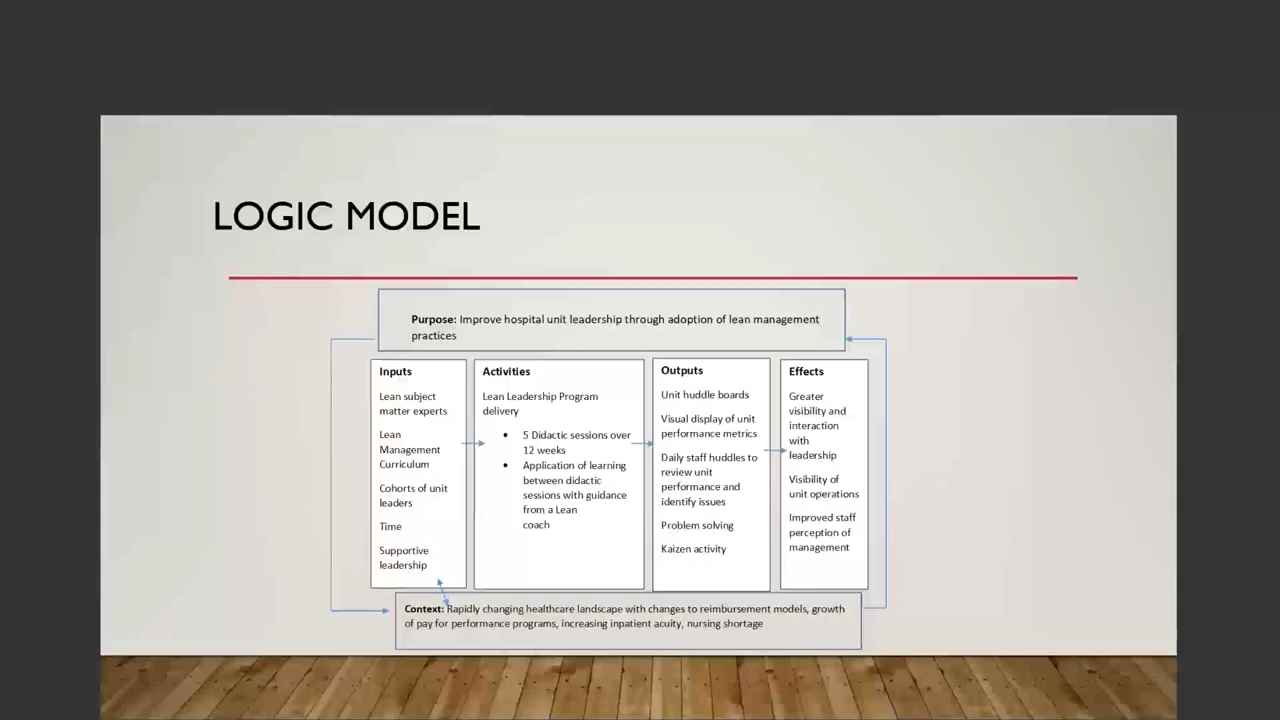 LOGIC MODEL
Purpose: Improve hospital unit leadership through adoption of lean management
practices
Inputs
Lean subject
matter experts
Lean
Management
Curriculum
Cohorts of unit
leaders
Time
Supportive
leadership
Activities
Lean Leadership Program
delivery
• 5 Didactic sessions over
12 weeks
• Application of learning
between didactic
sessions with guidance
from a Lean
coach
Outputs
Unit huddle boards
Visual display of unit
performance metrics
Daily staff huddles to
review unit
performance and
identify issues
Problem solving
Kaizen activity
Effects
Greater
visibility and
interaction
with
leadership
Visibility of
unit operations
Improved staff
perception of
management
Context: Rapidly changing healthcare landscape with changes to reimbursement models, growth
of pay for performance programs, increasing inpatient acuity, nursing shortage